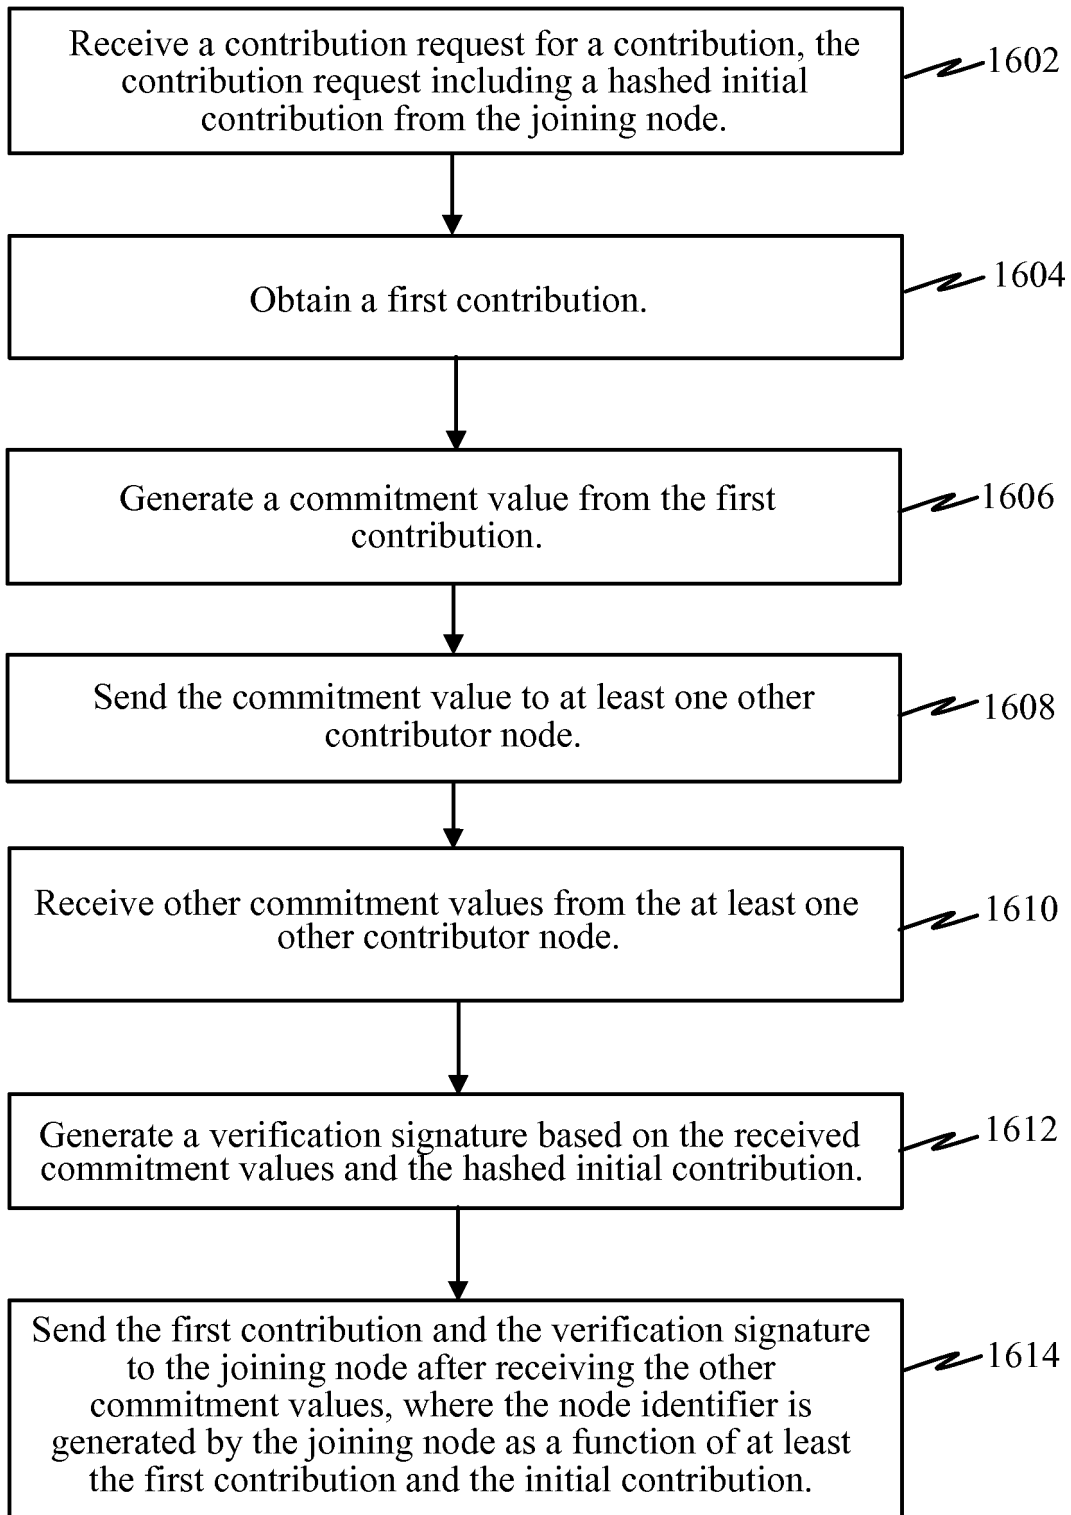 Receive a contribution request for a contribution, the
contribution request including a hashed initial
contribution from the joining node.
1602
Obtain a first contribution.
1604
Generate a commitment value from the first
contribution.
1606
Send the commitment value to at least one other
contributor node.
1608
Receive other commitment values from the at least one
other contributor node.
1610
Generate a verification signature based on the received
commitment values and the hashed initial contribution.
1612
Send the first contribution and the verification signature
to the joining node after receiving the other
commitment values, where the node identifier is
generated by the joining node as a function of at least
the first contribution and the initial contribution.
1614